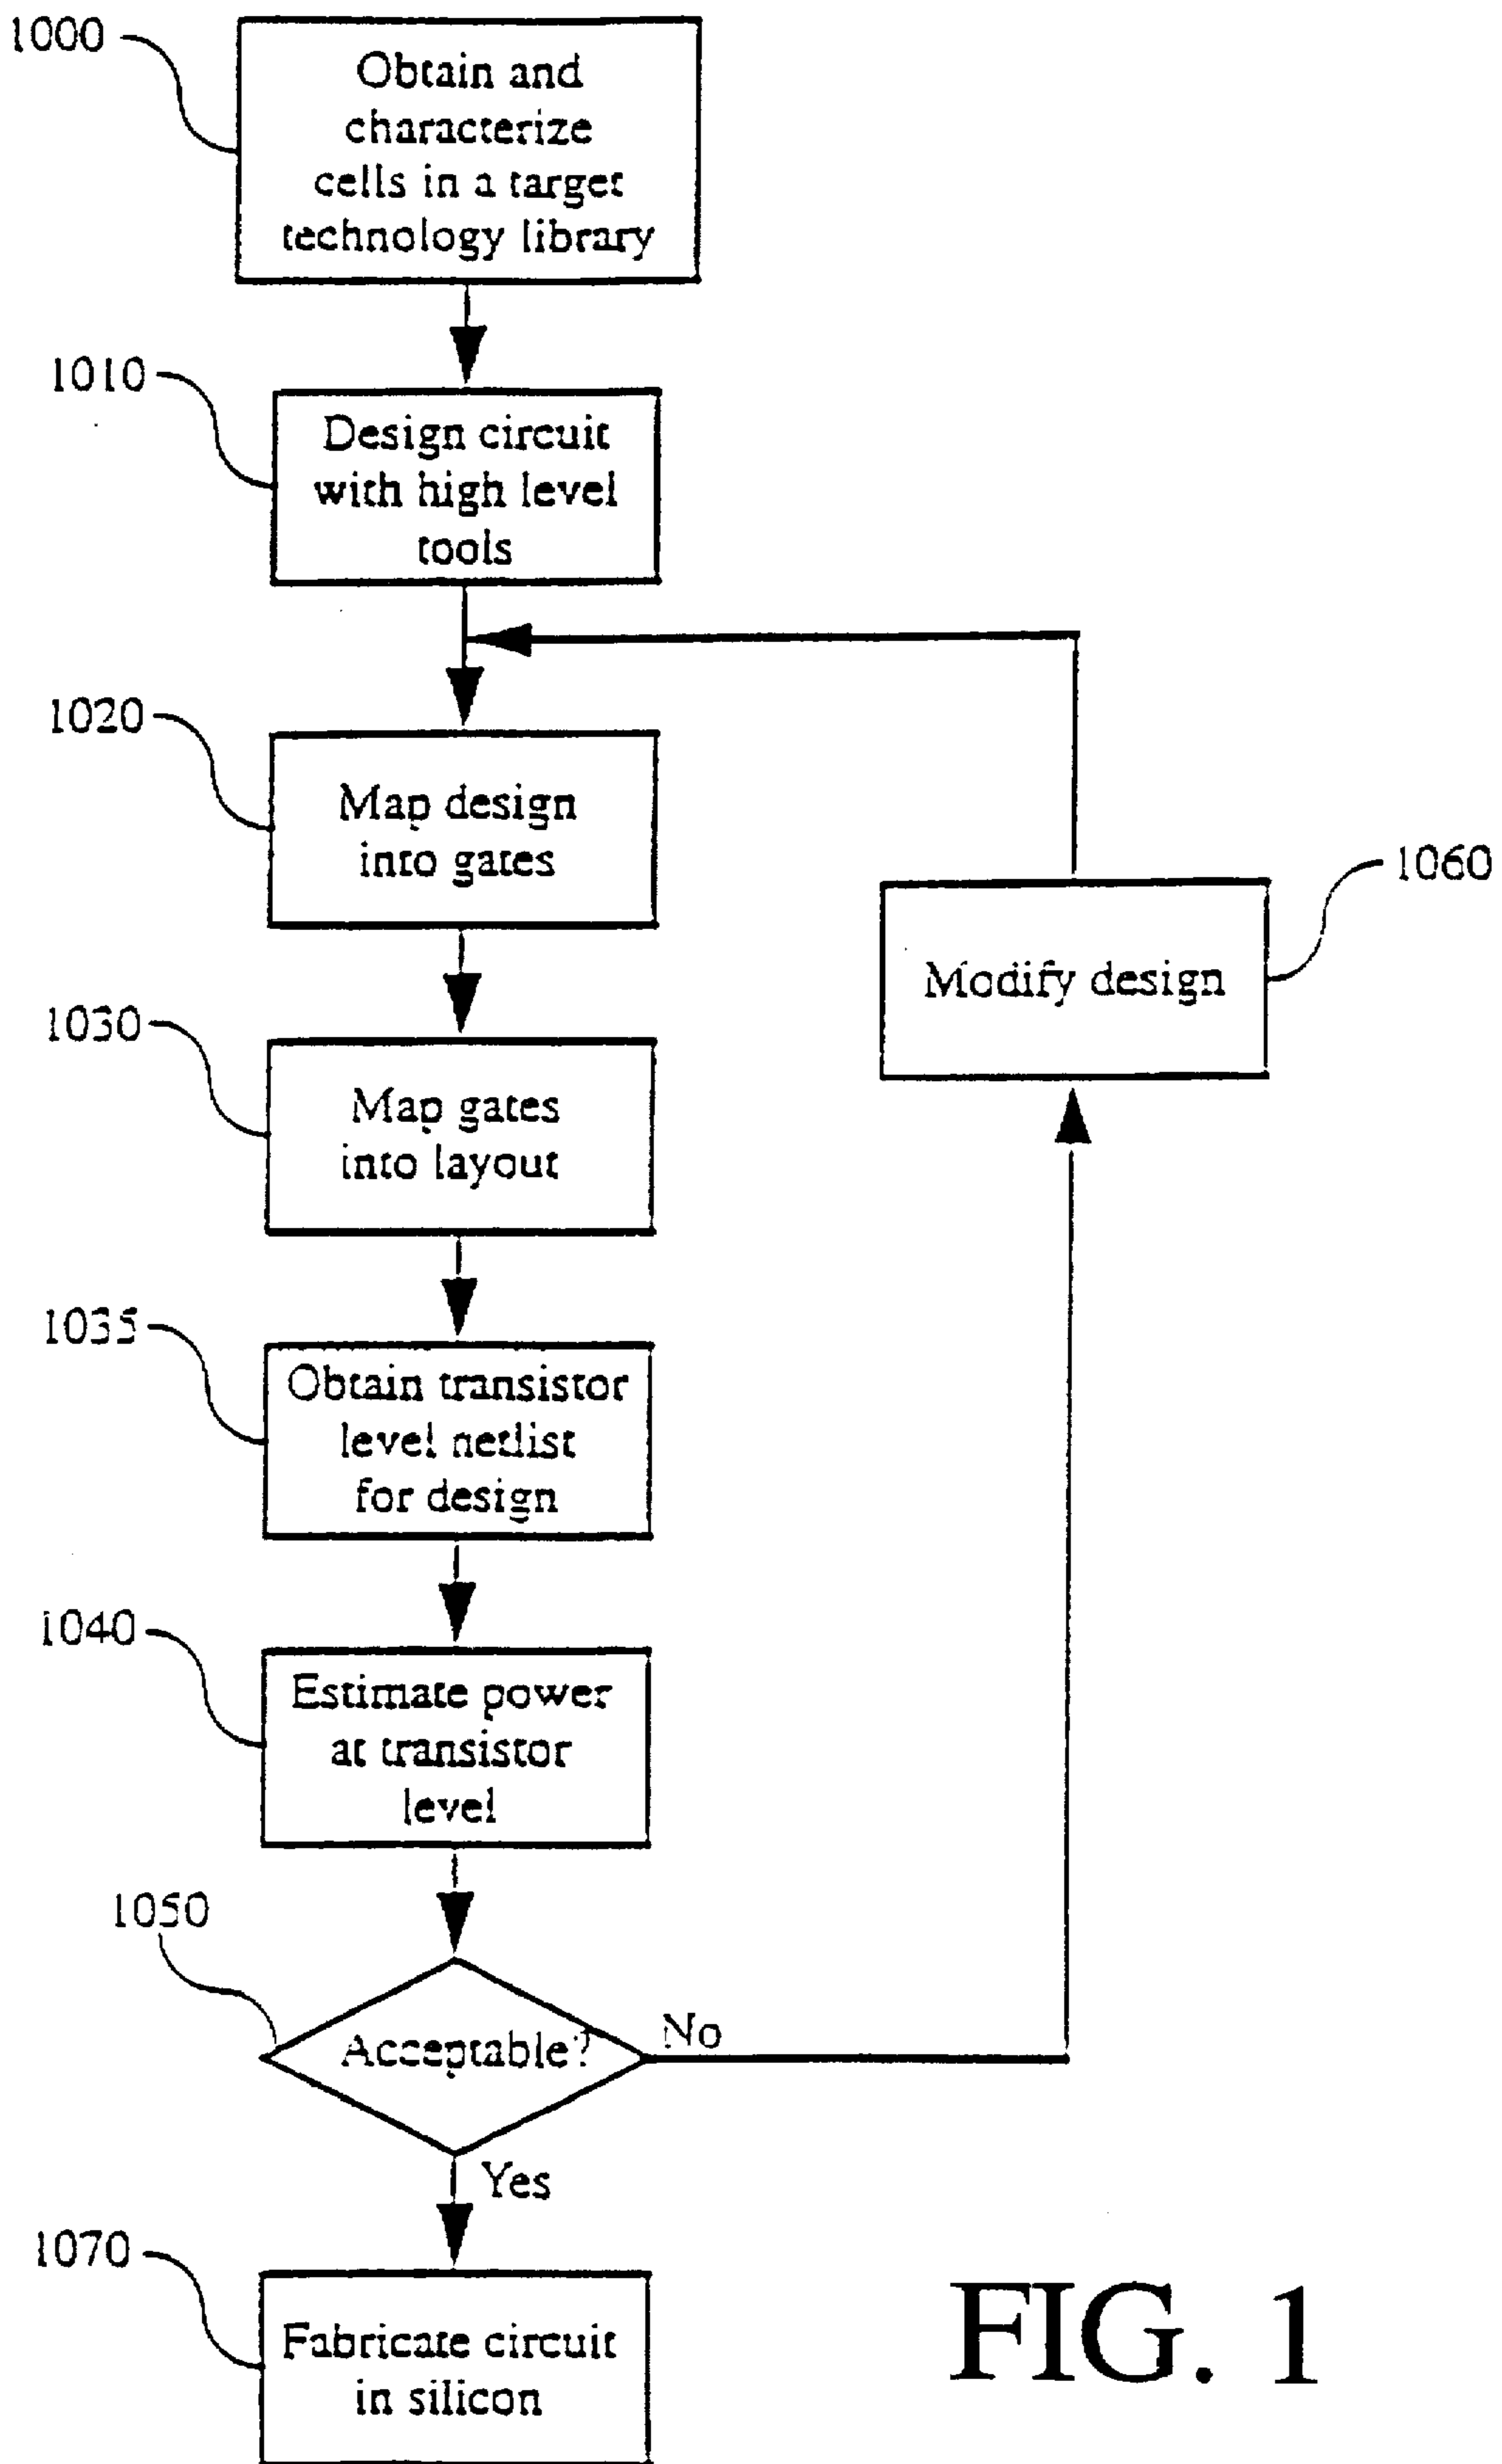 1000
Obtain and
characterize
cells in a target
technology library
1010
Design circuit
with high level
tools
1020
Map design
into gates
1060
Modify design
1030
Map gates
into layout
1035
Obtain transistor
level netlist
for design
1040
Estimate power
at transistor
level
1050
Acceptable?
No
Yes
1070
Fabricate circuit
in silicon
FIG. 1